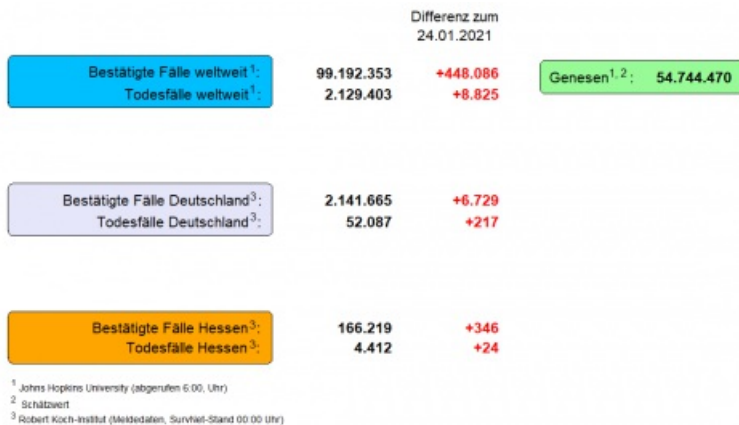 Differenz zum
24.01.2021
Bestätigte Fälle weltweit¹: 99.192.353 +448.086 Genesen¹,²: 54.744.470
Todesfälle weltweit¹: 2.129.403 +8.825
Bestätigte Fälle Deutschland³: 2.141.665 +6.729
Todesfälle Deutschland³: 52.087 +217
Bestätigte Fälle Hessen³: 166.219 +346
Todesfälle Hessen³: 4.412 +24
¹ Johns Hopkins University (abgerufen 6:00, Uhr)
² Schätzwert
³ Robert Koch-Institut (Meldedaten, SurvNet-Stand 00:00 Uhr)